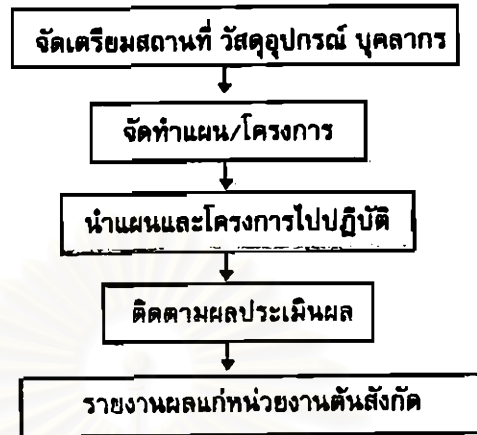 จัดเตรียมสถานที่ วัสดุอุปกรณ์ บุคลากร
จัดทำแผน/โครงการ
นำแผนและโครงการไปปฏิบัติ
ติดตามผลประเมินผล
รายงานผลแก่หน่วยงานต้นสังกัด